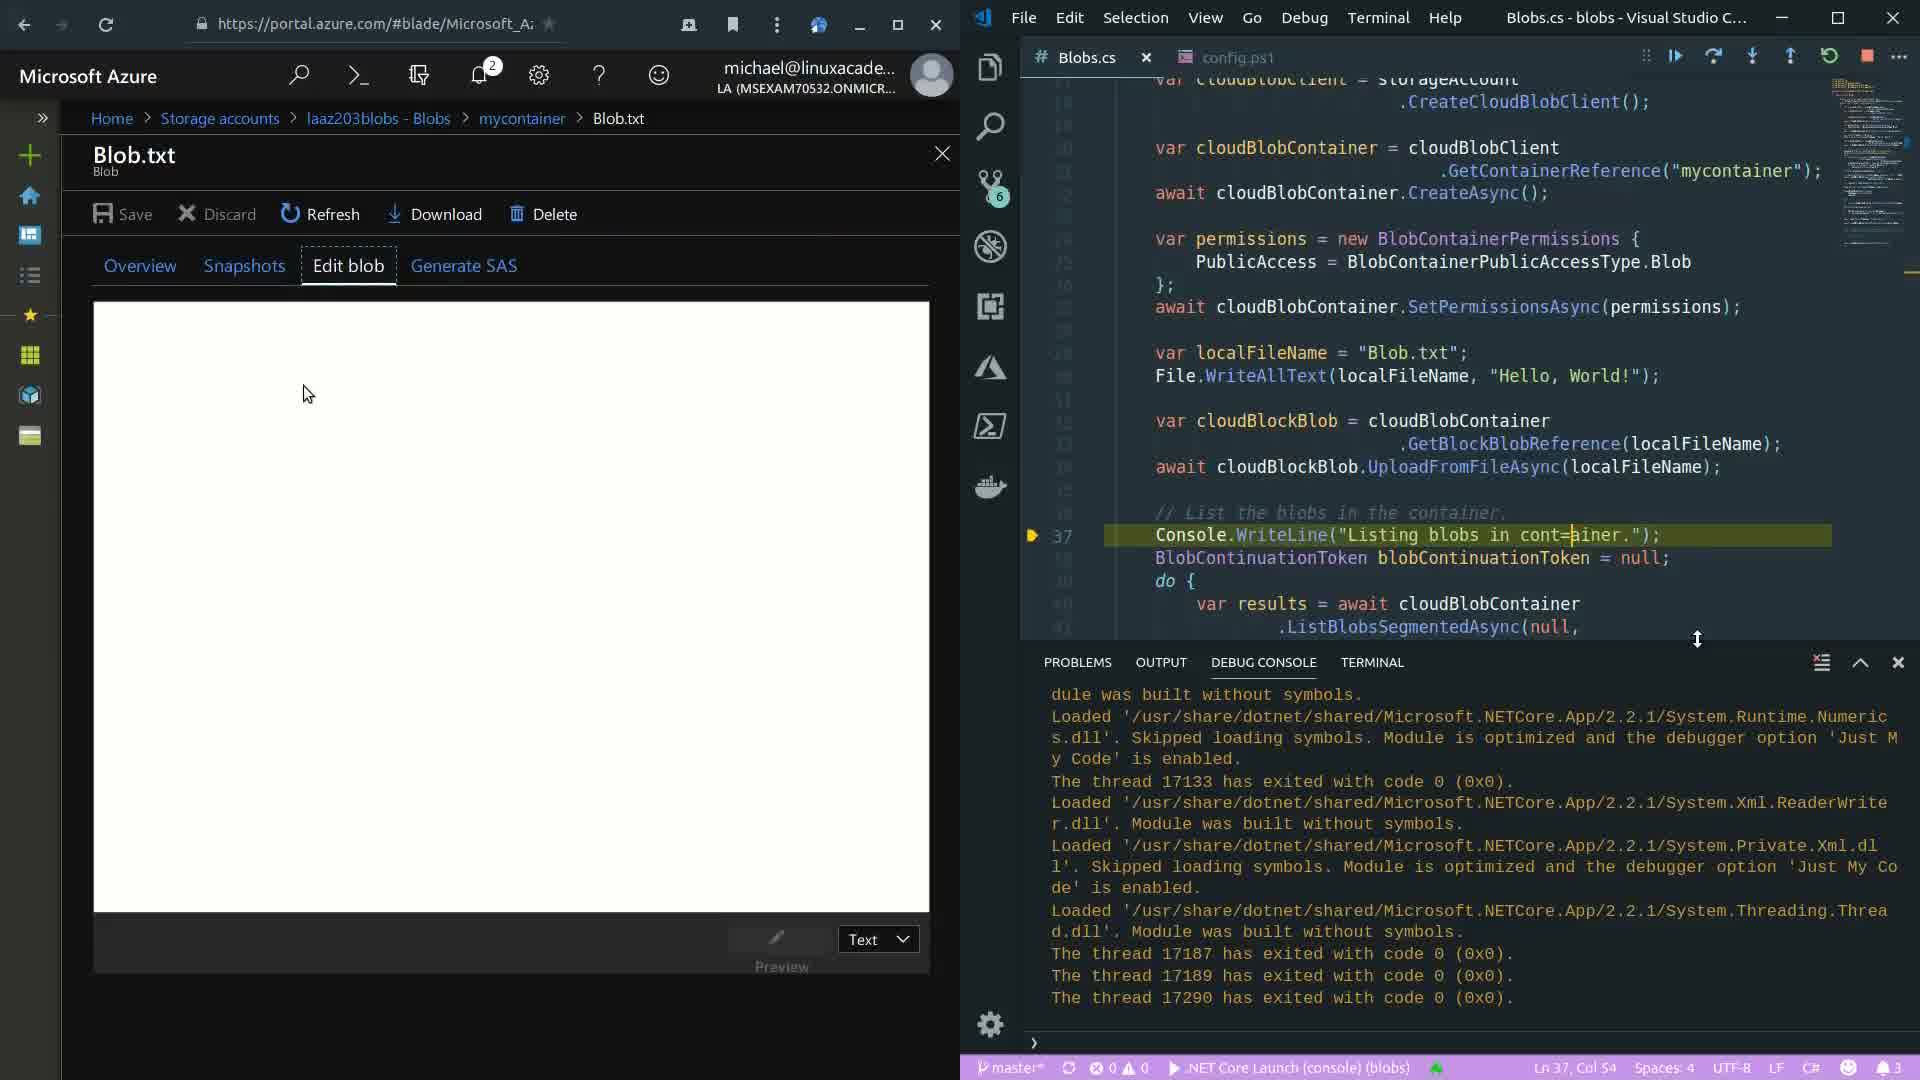 https://portal.azure.com/#blade/Microsoft_Az
Microsoft Azure
2
michael@linuxacade...
LA (MSEXAM70532.ONMICR...
Home > Storage accounts > laaz203blobs - Blobs > mycontainer > Blob.txt
Blob.txt
Blob
Save Discard Refresh Download Delete
Overview Snapshots Edit blob Generate SAS
Text
Preview
File Edit Selection View Go Debug Terminal Help Blobs.cs - blobs - Visual Studio C...
# Blobs.cs config.ps1
6
var cloudBlobClient = storageAccount
.CreateCloudBlobClient();
var cloudBlobContainer = cloudBlobClient
.GetContainerReference("mycontainer");
await cloudBlobContainer.CreateAsync();
var permissions = new BlobContainerPermissions {
PublicAccess = BlobContainerPublicAccessType.Blob
};
await cloudBlobContainer.SetPermissionsAsync(permissions);
var localFileName = "Blob.txt";
File.WriteAllText(localFileName, "Hello, World!");
var cloudBlockBlob = cloudBlobContainer
.GetBlockBlobReference(localFileName);
await cloudBlockBlob.UploadFromFileAsync(localFileName);
// List the blobs in the container.
37 Console.WriteLine("Listing blobs in cont=ainer.");
BlobContinuationToken blobContinuationToken = null;
do {
var results = await cloudBlobContainer
.ListBlobsSegmentedAsync(null,
PROBLEMS OUTPUT DEBUG CONSOLE TERMINAL
dule was built without symbols.
Loaded '/usr/share/dotnet/shared/Microsoft.NETCore.App/2.2.1/System.Runtime.Numeric
s.dll'. Skipped loading symbols. Module is optimized and the debugger option 'Just M
y Code' is enabled.
The thread 17133 has exited with code 0 (0x0).
Loaded '/usr/share/dotnet/shared/Microsoft.NETCore.App/2.2.1/System.Xml.ReaderWrite
r.dll'. Module was built without symbols.
Loaded '/usr/share/dotnet/shared/Microsoft.NETCore.App/2.2.1/System.Private.Xml.dl
l'. Skipped loading symbols. Module is optimized and the debugger option 'Just My Co
de' is enabled.
Loaded '/usr/share/dotnet/shared/Microsoft.NETCore.App/2.2.1/System.Threading.Threa
d.dll'. Module was built without symbols.
The thread 17187 has exited with code 0 (0x0).
The thread 17189 has exited with code 0 (0x0).
The thread 17290 has exited with code 0 (0x0).
master* 0 0 .NET Core Launch (console) (blobs) Ln 37, Col 54 Spaces: 4 UTF-8 LF C# 3